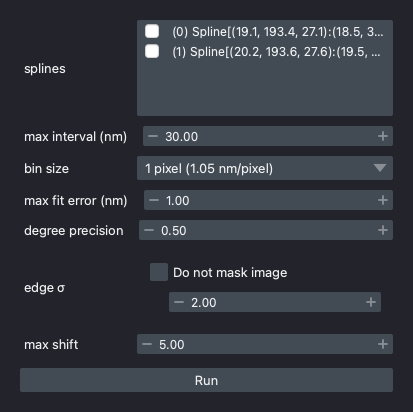 splines
(0) Spline[(19.1, 193.4, 27.1):(18.5, 3...
(1) Spline[(20.2, 193.6, 27.6):(19.5, ...
max interval (nm)
− 30.00 +
bin size
1 pixel (1.05 nm/pixel)
max fit error (nm)
− 1.00 +
degree precision
− 0.50 +
edge σ
Do not mask image
− 2.00 +
max shift
− 5.00 +
Run